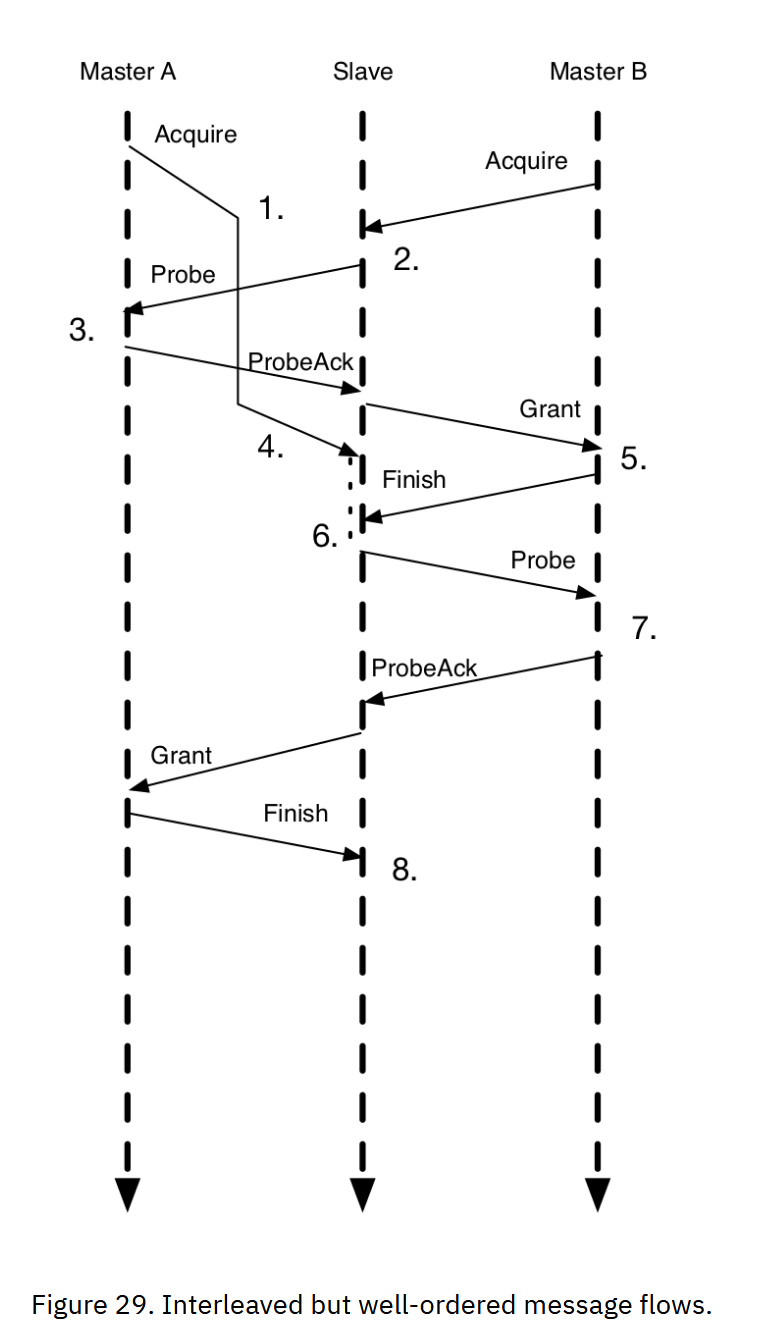 Master A Slave Master B
Acquire
Acquire
1.
2.
Probe
3.
ProbeAck
Grant
4.
5.
Finish
6.
Probe
7.
ProbeAck
Grant
Finish
8.
Figure 29. Interleaved but well-ordered message flows.